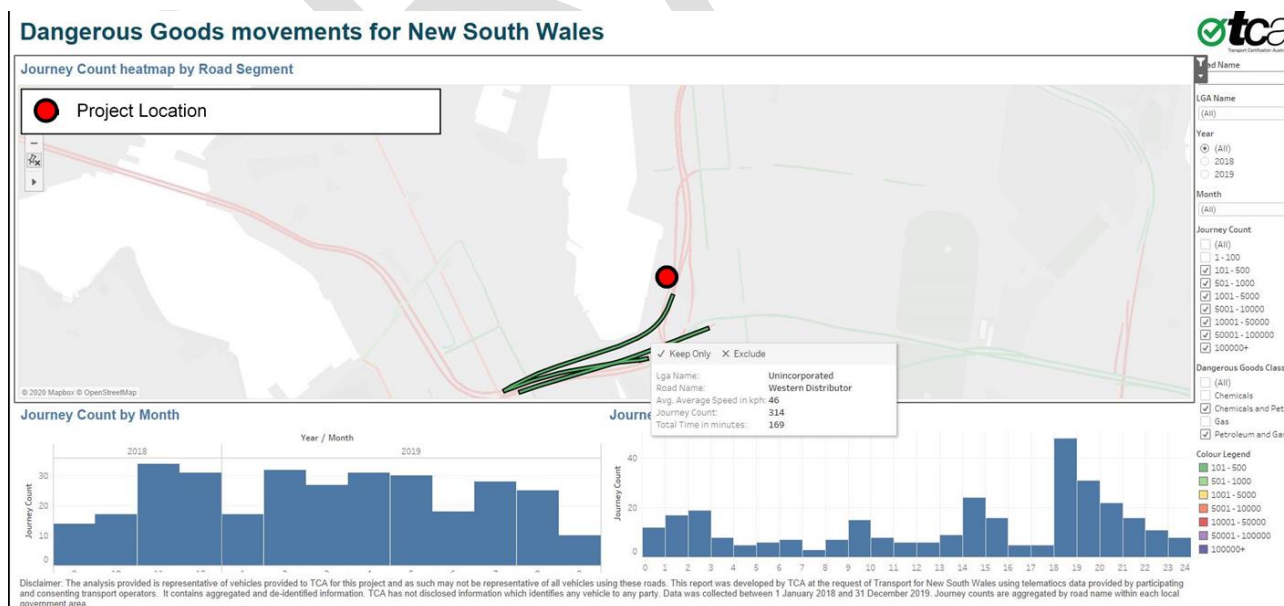 Dangerous Goods movements for New South Wales
tca
Transport Certification Austra
Journey Count heatmap by Road Segment
Project Location
© 2020 Mapbox © OpenStreetMap
✓ Keep Only ✕ Exclude
Lga Name: Unincorporated
Road Name: Western Distributor
Avg. Average Speed in kph: 46
Journey Count: 314
Total Time in minutes: 169
ad Name
LGA Name
(All)
Year
(All)
2018
2019
Month
(All)
Journey Count
(All)
1-100
101-500
501-1000
1001-5000
5001-10000
10001-50000
50001-100000
100000+
Dangerous Goods Class
(All)
Chemicals
Chemicals and Pet
Gas
Petroleum and Gas
Colour Legend
101-500
501-1000
1001-5000
5001-10000
10001-50000
50001-100000
100000+
Journey Count by Month
Year / Month
2018 2019
Journey Count
30
20
10
0
Journe
Journey Count
40
20
0
0 1 2 3 4 5 6 7 8 9 10 11 12 13 14 15 16 17 18 19 20 21 22 23 24
Disclaimer: The analysis provided is representative of vehicles provided to TCA for this project and as such may not be representative of all vehicles using these roads. This report was developed by TCA at the request of Transport for New South Wales using telematics data provided by participating
and consenting transport operators. It contains aggregated and de-identified information. TCA has not disclosed information which identifies any vehicle to any party. Data was collected between 1 January 2018 and 31 December 2019. Journey counts are aggregated by road name within each local
government area.